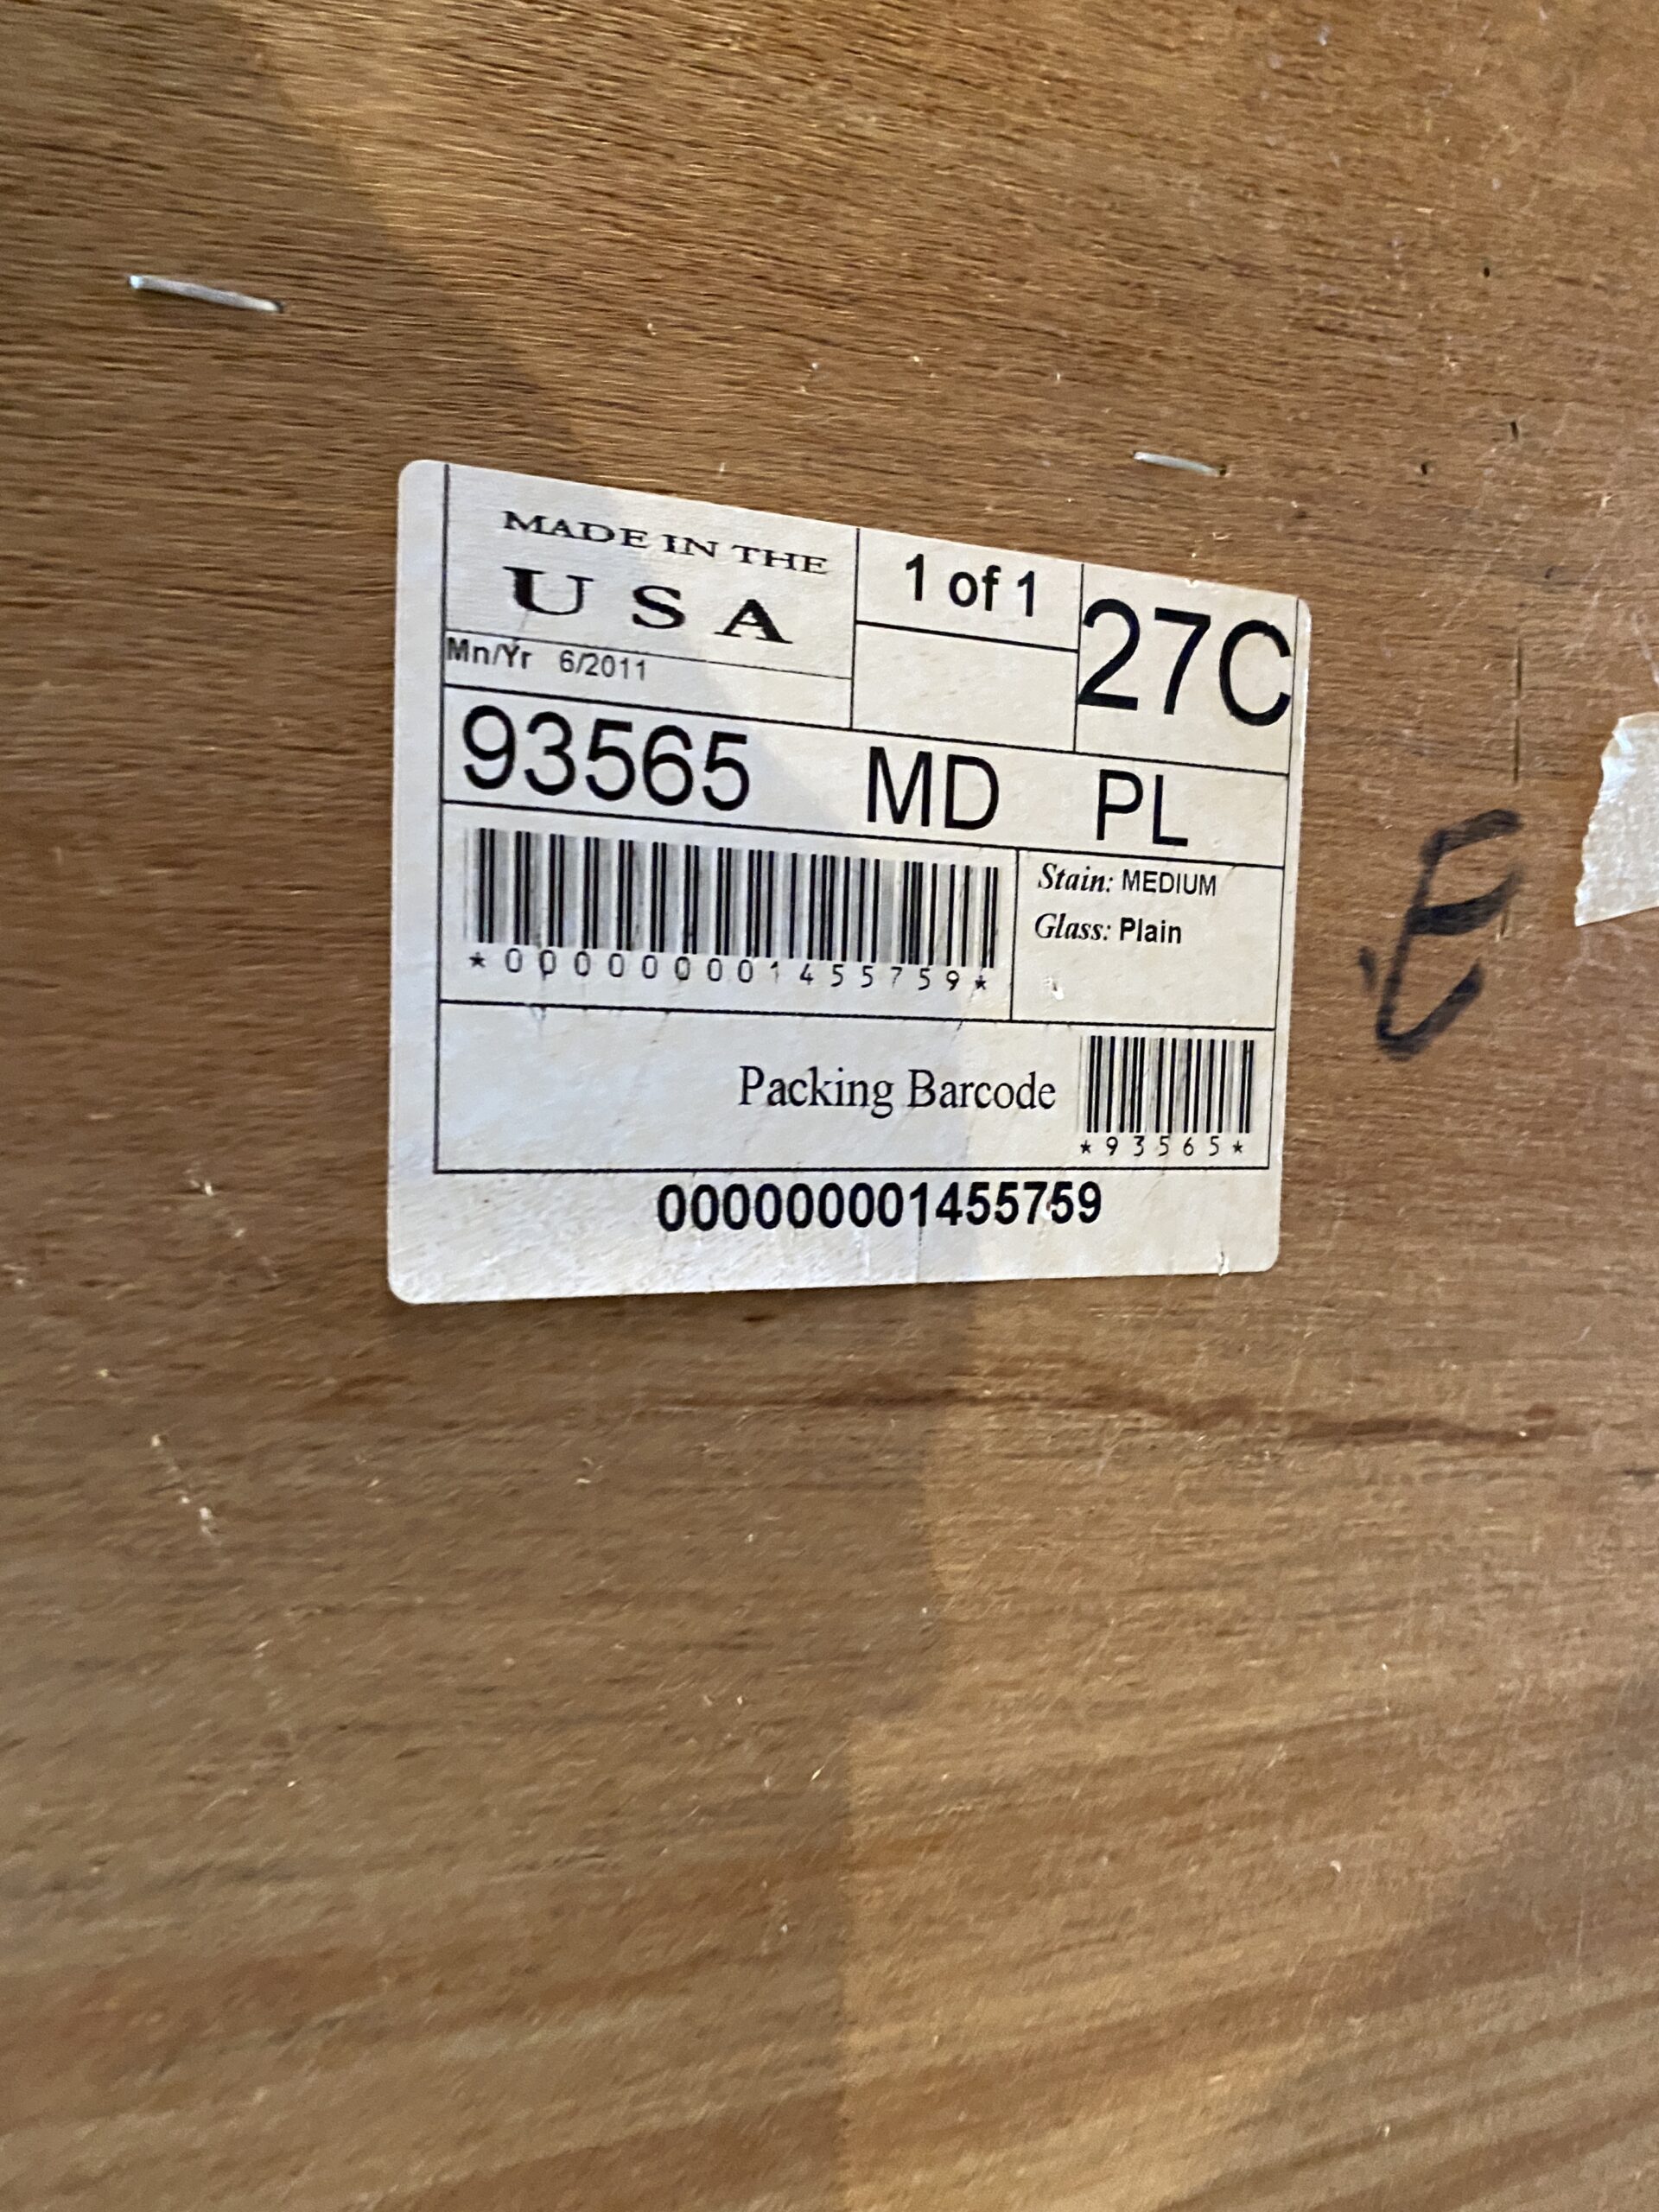 MADE IN THE
U S A
Mn/Yr 6/2011
1 of 1
27C
93565 MD PL
*000000001455759*
Stain: MEDIUM
Glass: Plain
Packing Barcode
*93565*
000000001455759
E